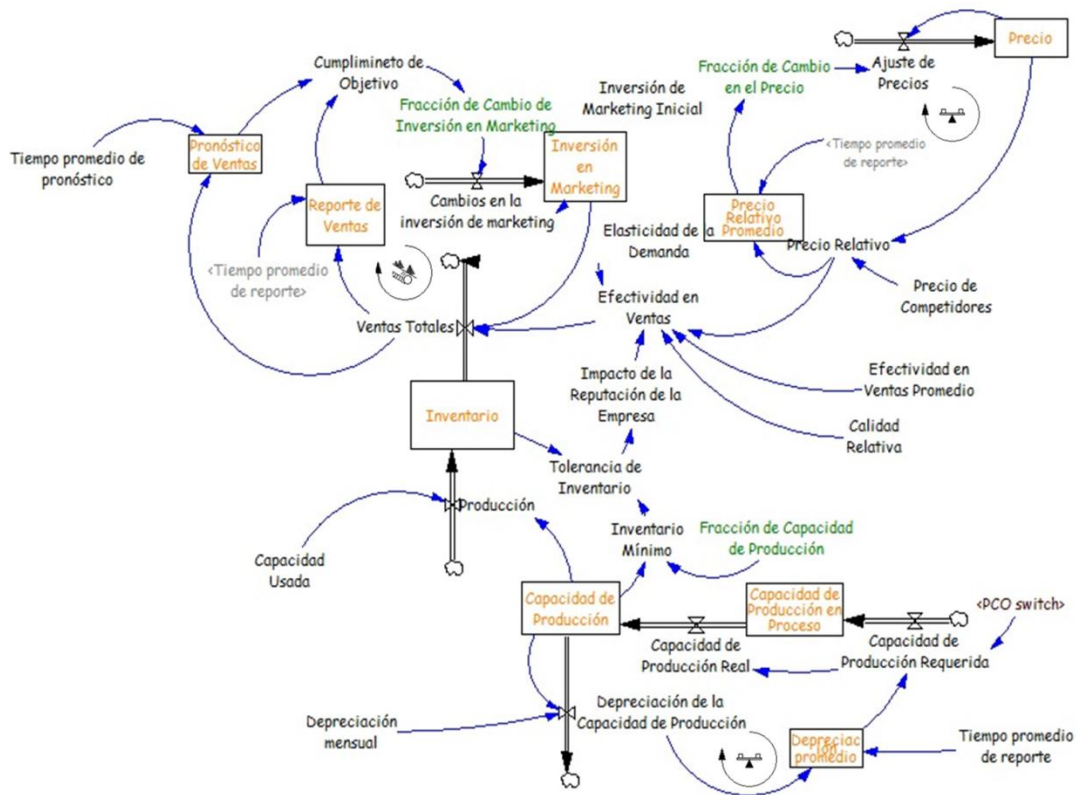 Precio
Ajuste de
Precios
Fracción de Cambio
en el Precio
Inversión de
Marketing Inicial
Cumplimineto de
Objetivo
Fracción de Cambio de
Inversión en Marketing
Inversión
en
Marketing
Cambios en la
inversión de marketing
Tiempo promedio de
pronóstico
Pronóstico
de Ventas
Reporte de
Ventas
<Tiempo promedio
de reporte>
<Tiempo promedio
de reporte>
Precio
Relativo
Promedio
Precio Relativo
Precio de
Competidores
Elasticidad de la
Demanda
Efectividad en
Ventas
Ventas Totales
Impacto de la
Reputación de la
Empresa
Efectividad en
Ventas Promedio
Calidad
Relativa
Inventario
Tolerancia de
Inventario
Producción
Capacidad
Usada
Inventario
Mínimo
Fracción de Capacidad
de Producción
Capacidad de
Producción
Capacidad de
Producción en
Proceso
<PCO switch>
Capacidad de
Producción Real
Capacidad de
Producción Requerida
Depreciación
mensual
Depreciación de la
Capacidad de Producción
Depreciac
ión
promedio
Tiempo promedio
de reporte